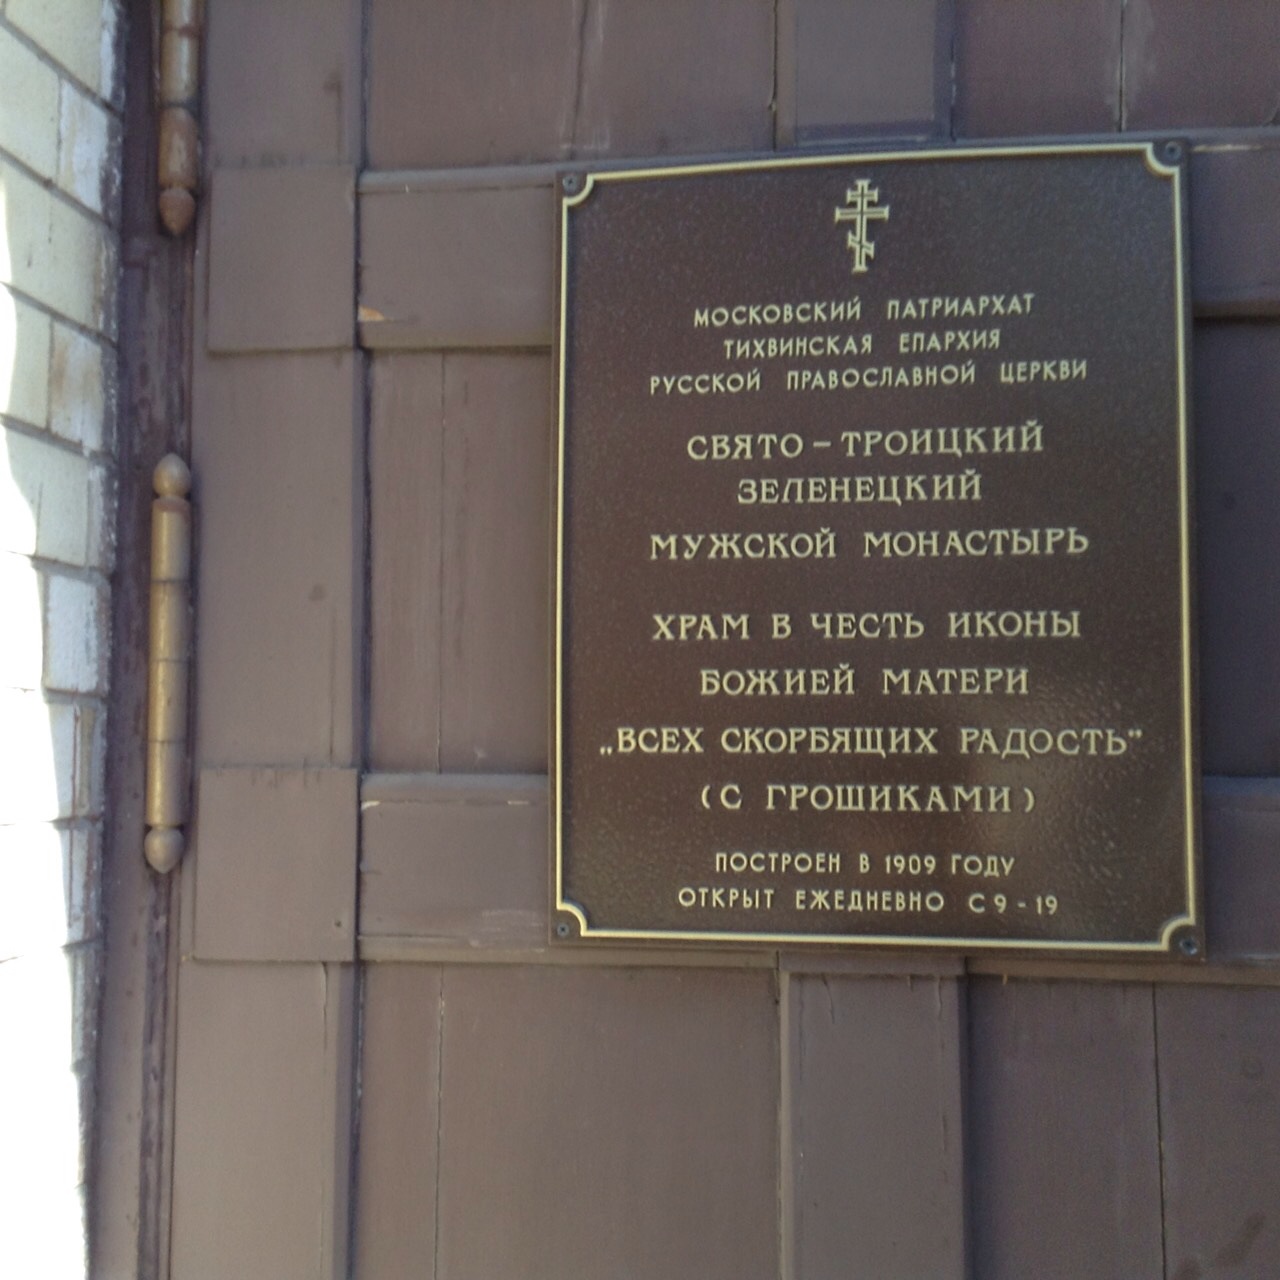 МОСКОВСКИЙ ПАТРИАРХАТ
ТИХВИНСКАЯ ЕПАРХИЯ
РУССКОЙ ПРАВОСЛАВНОЙ ЦЕРКВИ
СВЯТО – ТРОИЦКИЙ
ЗЕЛЕНЕЦКИЙ
МУЖСКОЙ МОНАСТЫРЬ
ХРАМ В ЧЕСТЬ ИКОНЫ
БОЖИЕЙ МАТЕРИ
„ВСЕХ СКОРБЯЩИХ РАДОСТЬ”
(С ГРОШИКАМИ)
ПОСТРОЕН В 1909 ГОДУ
ОТКРЫТ ЕЖЕДНЕВНО С 9 - 19